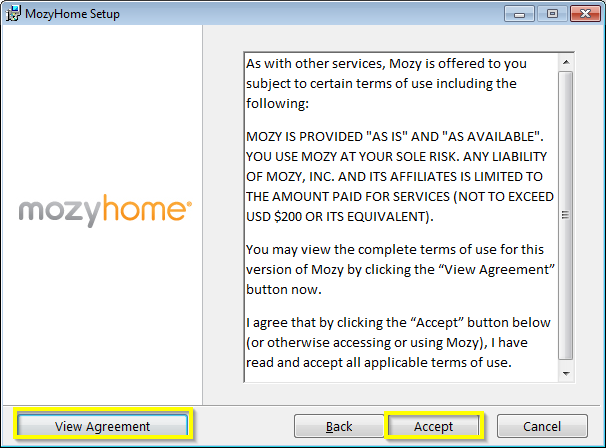 MozyHome Setup
As with other services, Mozy is offered to you
subject to certain terms of use including the
following:
MOZY IS PROVIDED "AS IS" AND "AS AVAILABLE".
YOU USE MOZY AT YOUR SOLE RISK. ANY LIABILITY
OF MOZY, INC. AND ITS AFFILIATES IS LIMITED TO
THE AMOUNT PAID FOR SERVICES (NOT TO EXCEED
USD $200 OR ITS EQUIVALENT).
You may view the complete terms of use for this
version of Mozy by clicking the “View Agreement”
button now.
I agree that by clicking the “Accept” button below
(or otherwise accessing or using Mozy), I have
read and accept all applicable terms of use.
mozyhome®
View Agreement
Back
Accept
Cancel